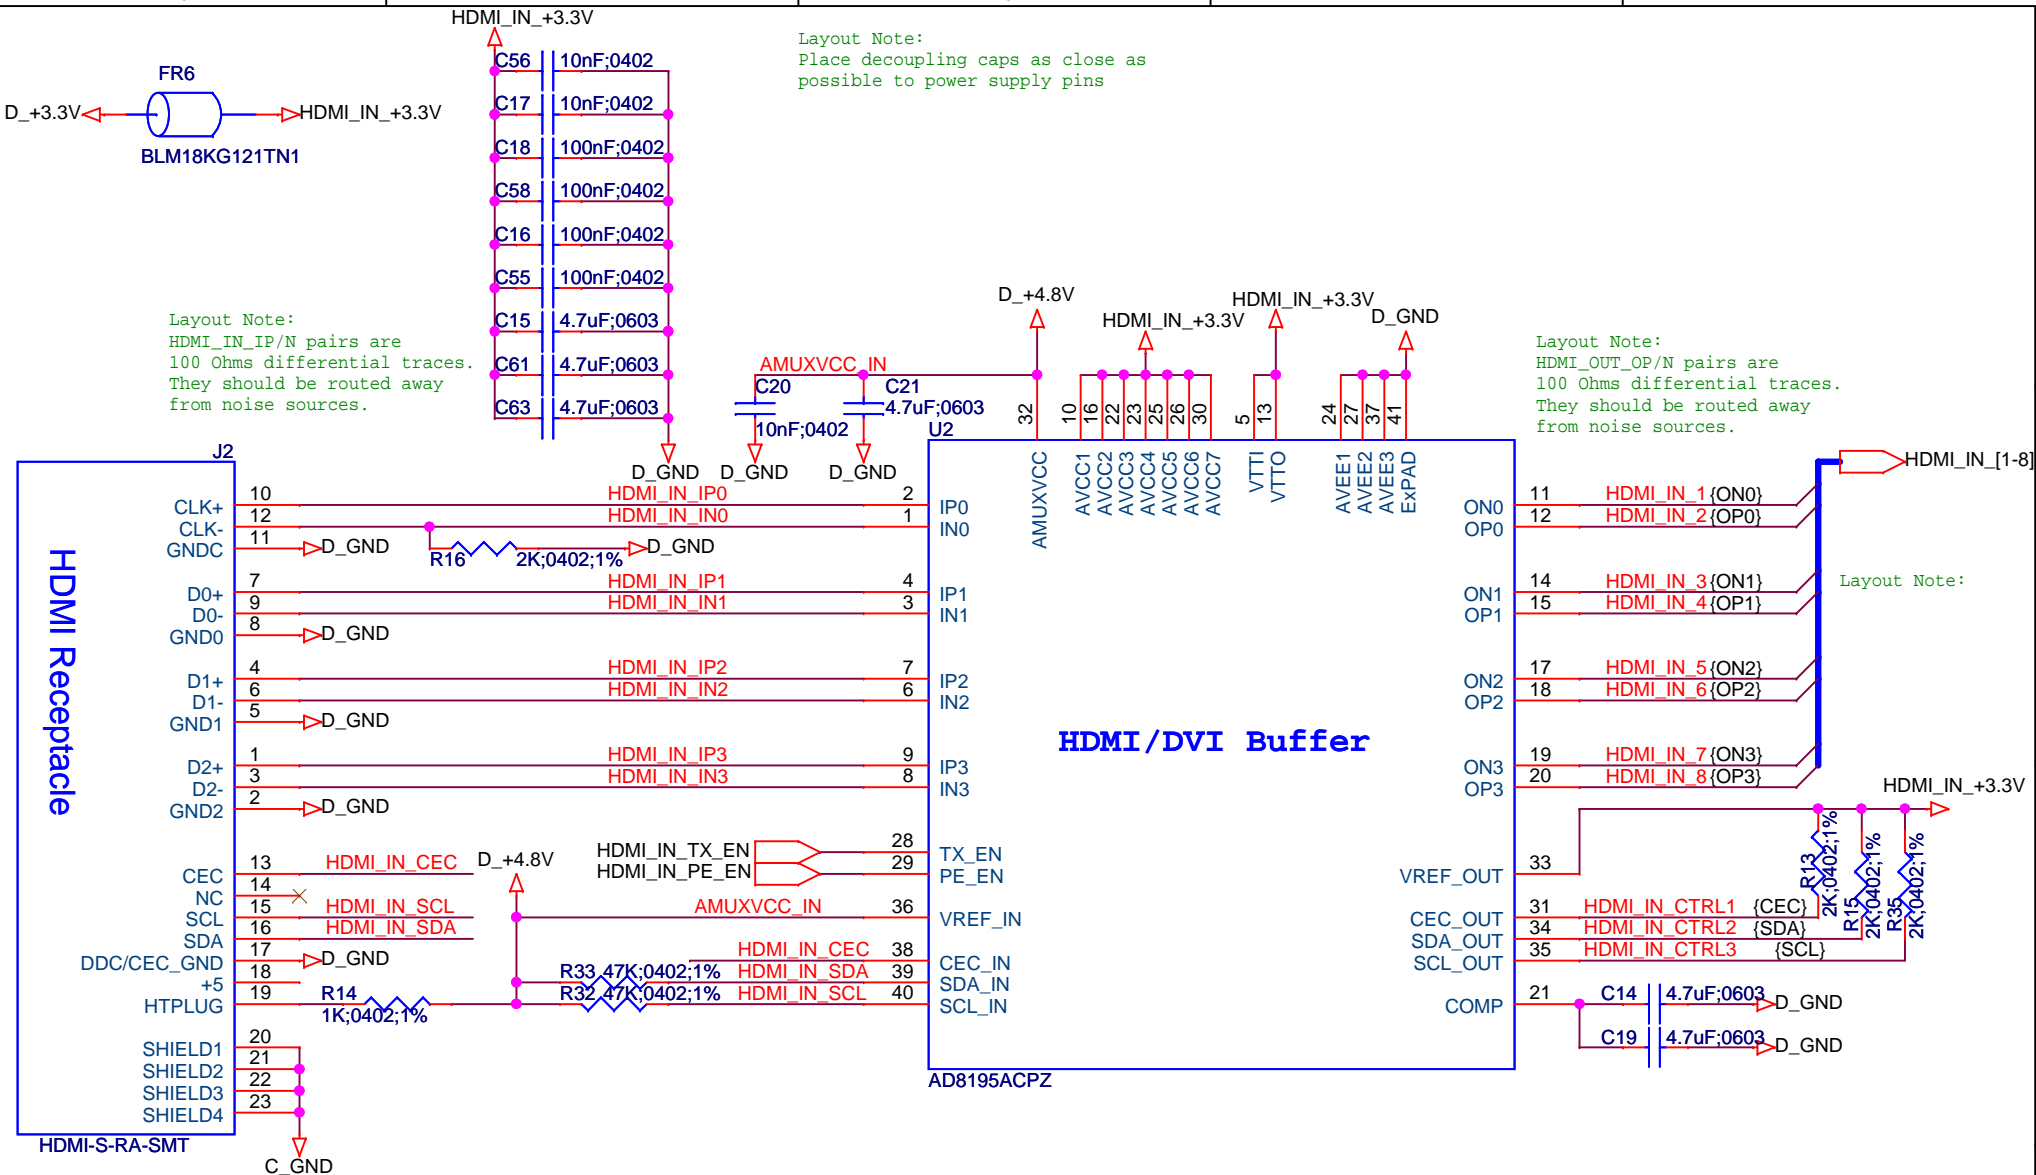 HDMI_IN_+3.3V
FR6
D_+3.3V
HDMI_IN_+3.3V
BLM18KG121TN1
C56 10nF;0402
C17 10nF;0402
C18 100nF;0402
C58 100nF;0402
C16 100nF;0402
C55 100nF;0402
C15 4.7uF;0603
C61 4.7uF;0603
C63 4.7uF;0603
D_GND
Layout Note:
Place decoupling caps as close as
possible to power supply pins
Layout Note:
HDMI_IN_IP/N pairs are
100 Ohms differential traces.
They should be routed away
from noise sources.
AMUXVCC_IN
C20
10nF;0402
D_GND
C21
4.7uF;0603
D_GND
D_+4.8V
HDMI_IN_+3.3V
HDMI_IN_+3.3V
D_GND
Layout Note:
HDMI_OUT_OP/N pairs are
100 Ohms differential traces.
They should be routed away
from noise sources.
J2
HDMI Receptacle
CLK+ 10
CLK- 12
GNDC 11 D_GND
D0+ 7
D0- 9
GND0 8 D_GND
D1+ 4
D1- 6
GND1 5 D_GND
D2+ 1
D2- 3
GND2 2 D_GND
CEC 13 HDMI_IN_CEC
NC 14
SCL 15 HDMI_IN_SCL
SDA 16 HDMI_IN_SDA
DDC/CEC_GND 17 D_GND
+5 18
HTPLUG 19
SHIELD1 20
SHIELD2 21
SHIELD3 22
SHIELD4 23
HDMI-S-RA-SMT
C_GND
R14
1K;0402;1%
D_+4.8V
R16 2K;0402;1% D_GND
R33 47K;0402;1%
R32 47K;0402;1%
U2
HDMI/DVI Buffer
AD8195ACPZ
HDMI_IN_IP0 2 IP0
HDMI_IN_IN0 1 IN0
HDMI_IN_IP1 4 IP1
HDMI_IN_IN1 3 IN1
HDMI_IN_IP2 7 IP2
HDMI_IN_IN2 6 IN2
HDMI_IN_IP3 9 IP3
HDMI_IN_IN3 8 IN3
HDMI_IN_TX_EN 28 TX_EN
HDMI_IN_PE_EN 29 PE_EN
AMUXVCC_IN 36 VREF_IN
HDMI_IN_CEC 38 CEC_IN
HDMI_IN_SDA 39 SDA_IN
HDMI_IN_SCL 40 SCL_IN
32 AMUXVCC
10 AVCC1
16 AVCC2
22 AVCC3
23 AVCC4
25 AVCC5
26 AVCC6
30 AVCC7
5 VTTI
13 VTTO
24 AVEE1
27 AVEE2
37 AVEE3
41 ExPAD
ON0 11 HDMI_IN_1 {ON0}
OP0 12 HDMI_IN_2 {OP0}
ON1 14 HDMI_IN_3 {ON1}
OP1 15 HDMI_IN_4 {OP1}
ON2 17 HDMI_IN_5 {ON2}
OP2 18 HDMI_IN_6 {OP2}
ON3 19 HDMI_IN_7 {ON3}
OP3 20 HDMI_IN_8 {OP3}
HDMI_IN_[1-8]
Layout Note:
HDMI_IN_+3.3V
VREF_OUT 33
CEC_OUT 31 HDMI_IN_CTRL1 {CEC}
SDA_OUT 34 HDMI_IN_CTRL2 {SDA}
SCL_OUT 35 HDMI_IN_CTRL3 {SCL}
R13 2K;0402;1%
R15 2K;0402;1%
R35 2K;0402;1%
COMP 21
C14 4.7uF;0603 D_GND
C19 4.7uF;0603 D_GND